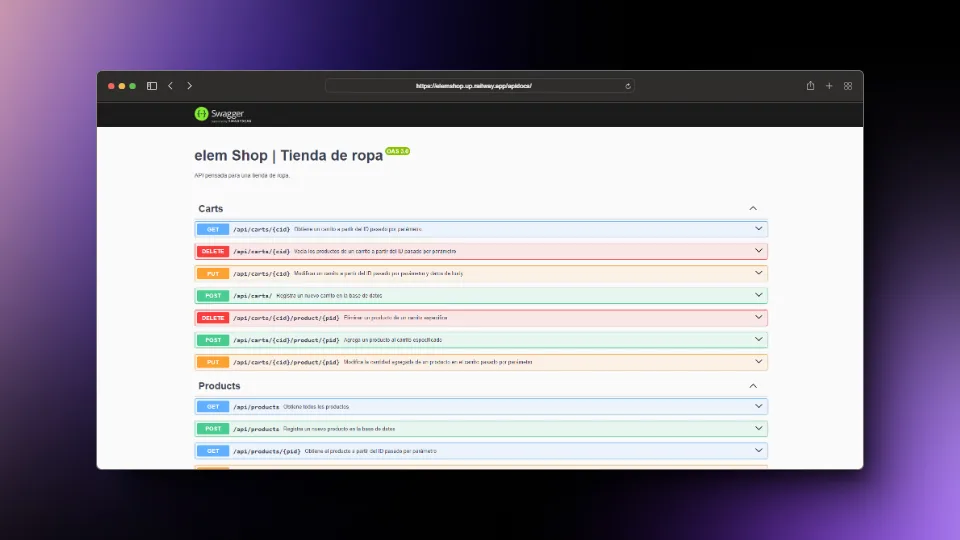 https://elemshop.up.railway.app/apidocs/
Swagger
elem Shop | Tienda de ropa OAS 3.0
API pensada para una tienda de ropa.
Carts
GET /api/carts/{cid} Obtiene un carrito a partir del ID pasado por parámetro
DELETE /api/carts/{cid} Vacía los productos de un carrito a partir del ID pasado por parámetro
PUT /api/carts/{cid} Modificar un carrito a partir del ID pasado por parámetro y datos de body
POST /api/carts/ Registra un nuevo carrito en la base de datos
DELETE /api/carts/{cid}/product/{pid} Eliminar un producto de un carrito específico
POST /api/carts/{cid}/product/{pid} Agrega un producto al carrito especificado
PUT /api/carts/{cid}/product/{pid} Modifica la cantidad agregada de un producto en el carrito pasado por parámetro
Products
GET /api/products Obtiene todos los productos
POST /api/products Registra un nuevo producto en la base de datos
GET /api/products/{pid} Obtiene el producto a partir del ID pasado por parámetro